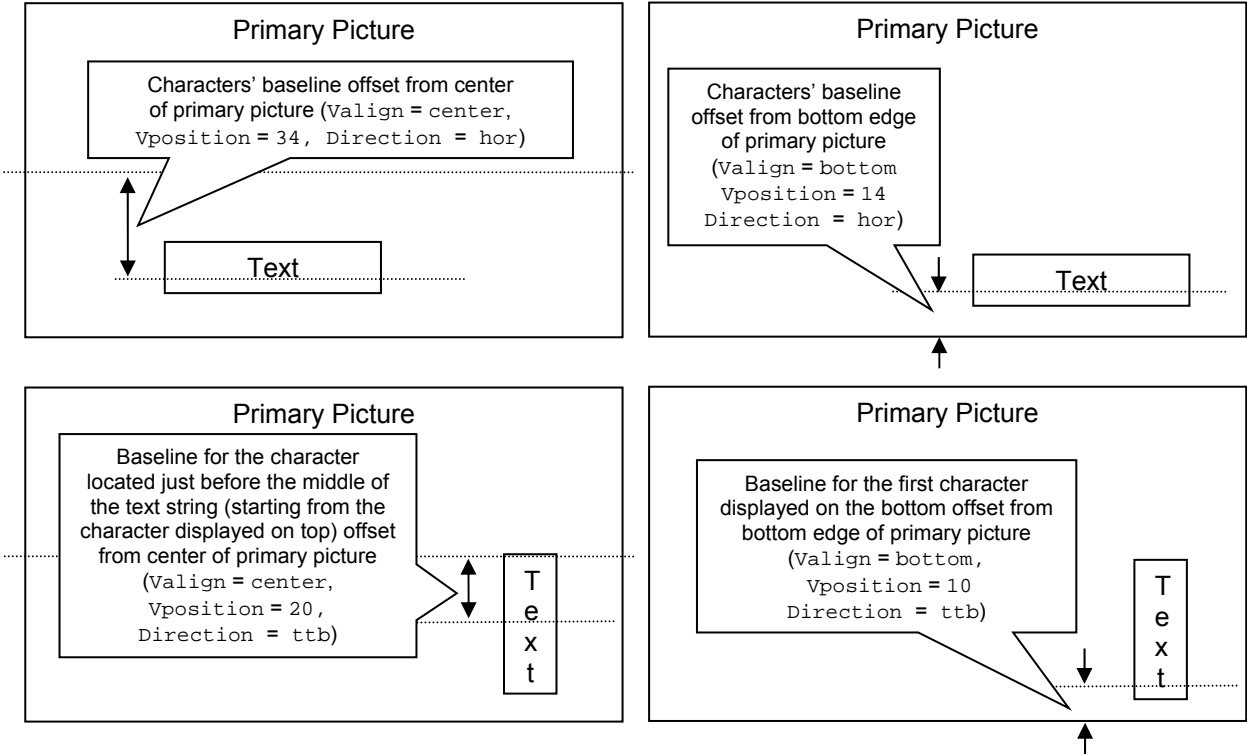 Primary Picture
Characters’ baseline offset from center
of primary picture (Valign = center,
Vposition = 34, Direction = hor)
Text
Primary Picture
Characters’ baseline
offset from bottom edge
of primary picture
(Valign = bottom
Vposition = 14
Direction = hor)
Text
Primary Picture
Baseline for the character
located just before the middle of
the text string (starting from the
character displayed on top) offset
from center of primary picture
(Valign = center,
Vposition = 20,
Direction = ttb)
T
e
x
t
Primary Picture
Baseline for the first character
displayed on the bottom offset from
bottom edge of primary picture
(Valign = bottom,
Vposition = 10
Direction = ttb)
T
e
x
t